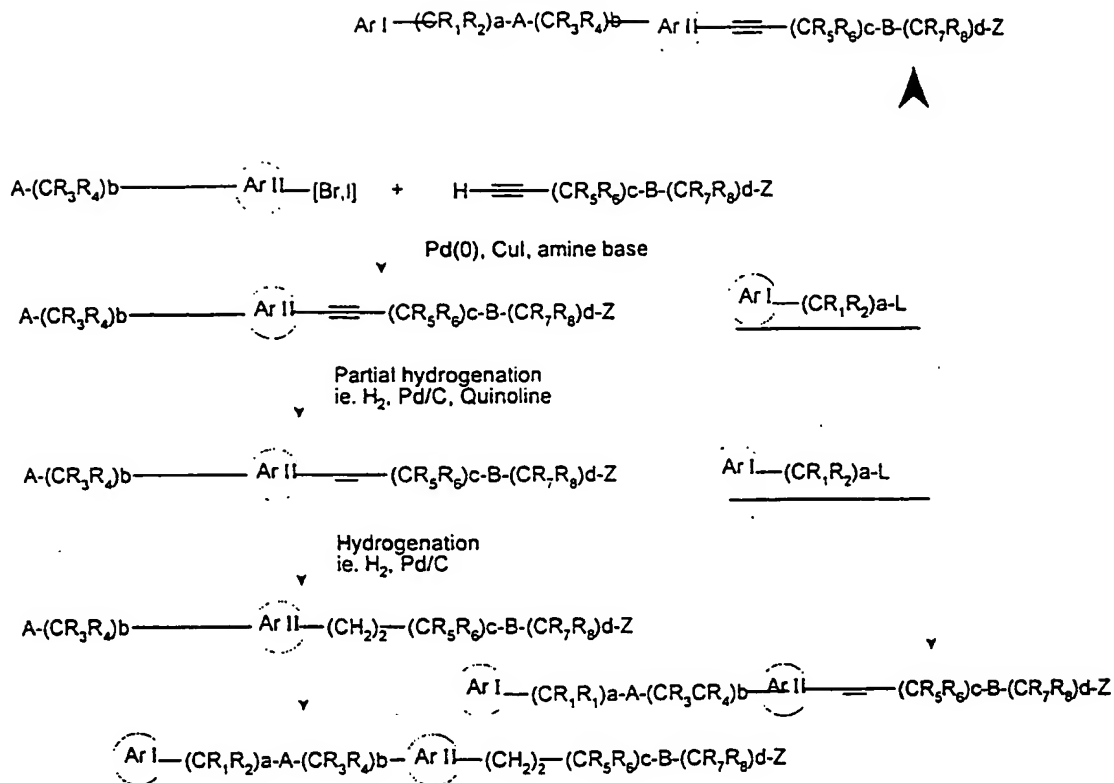 Ar I—(CR₁R₂)a-A-(CR₃R₄)b—Ar II—≡—(CR₅R₆)c-B-(CR₇R₈)d-Z
A-(CR₃R₄)b—Ar II—[Br,I] + H—≡—(CR₅R₆)c-B-(CR₇R₈)d-Z
Pd(0), CuI, amine base
A-(CR₃R₄)b—Ar II—≡—(CR₅R₆)c-B-(CR₇R₈)d-Z
Ar I—(CR₁R₂)a-L
Partial hydrogenation
ie. H₂, Pd/C, Quinoline
A-(CR₃R₄)b—Ar II—=—(CR₅R₆)c-B-(CR₇R₈)d-Z
Ar I—(CR₁R₂)a-L
Hydrogenation
ie. H₂, Pd/C
A-(CR₃R₄)b—Ar II—(CH₂)₂—(CR₅R₆)c-B-(CR₇R₈)d-Z
Ar I—(CR₁R₁)a-A-(CR₃CR₄)b—Ar II—=—(CR₅R₆)c-B-(CR₇R₈)d-Z
Ar I—(CR₁R₂)a-A-(CR₃R₄)b—Ar II—(CH₂)₂—(CR₅R₆)c-B-(CR₇R₈)d-Z